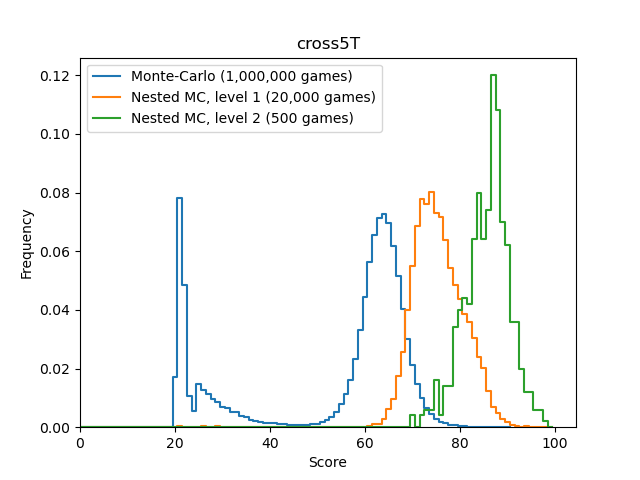 cross5T
Monte-Carlo (1,000,000 games)
Nested MC, level 1 (20,000 games)
Nested MC, level 2 (500 games)
0.12
0.10
0.08
0.06
0.04
0.02
0.00
Frequency
0 20 40 60 80 100
Score